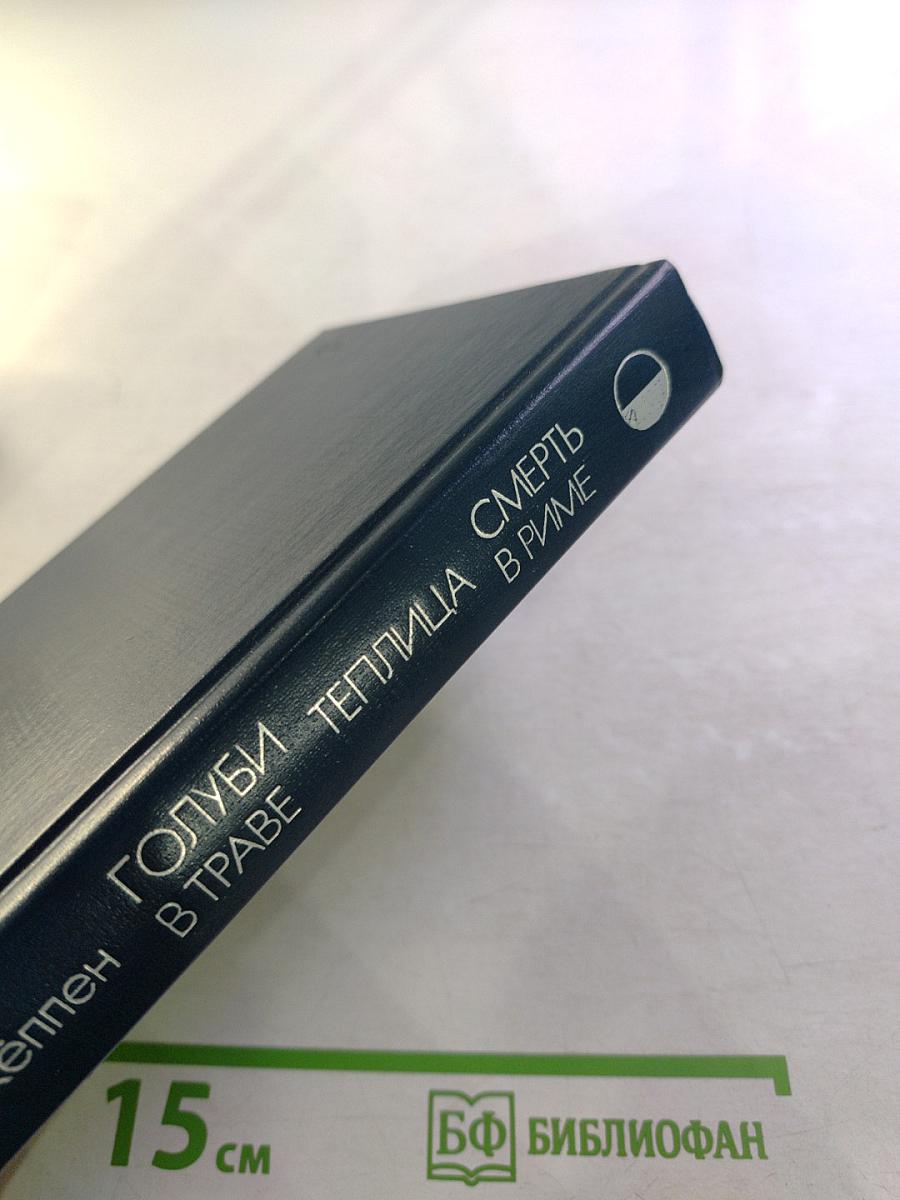 Кёппен
ГОЛУБИ
В ТРАВЕ
ТЕПЛИЦА
СМЕРТЬ
В РИМЕ
15 см
БФ БИБЛИОФАН